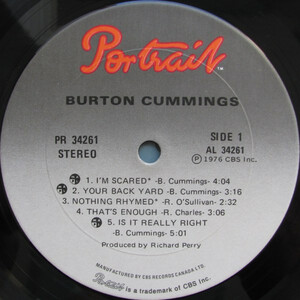 Portrait TM
BURTON CUMMINGS
PR 34261
STEREO
SIDE 1
AL 34261
℗ 1976 CBS Inc.
1. I'M SCARED* -B. Cummings- 4:04
2. YOUR BACK YARD -B. Cummings- 3:16
3. NOTHING RHYMED* - R. O'Sullivan- 3:32
4. THAT'S ENOUGH -R. Charles- 3:06
5. IS IT REALLY RIGHT
-B. Cummings- 5:01
Produced by Richard Perry
MANUFACTURED BY CBS RECORDS CANADA LTD.
Portrait is a trademark of CBS Inc.